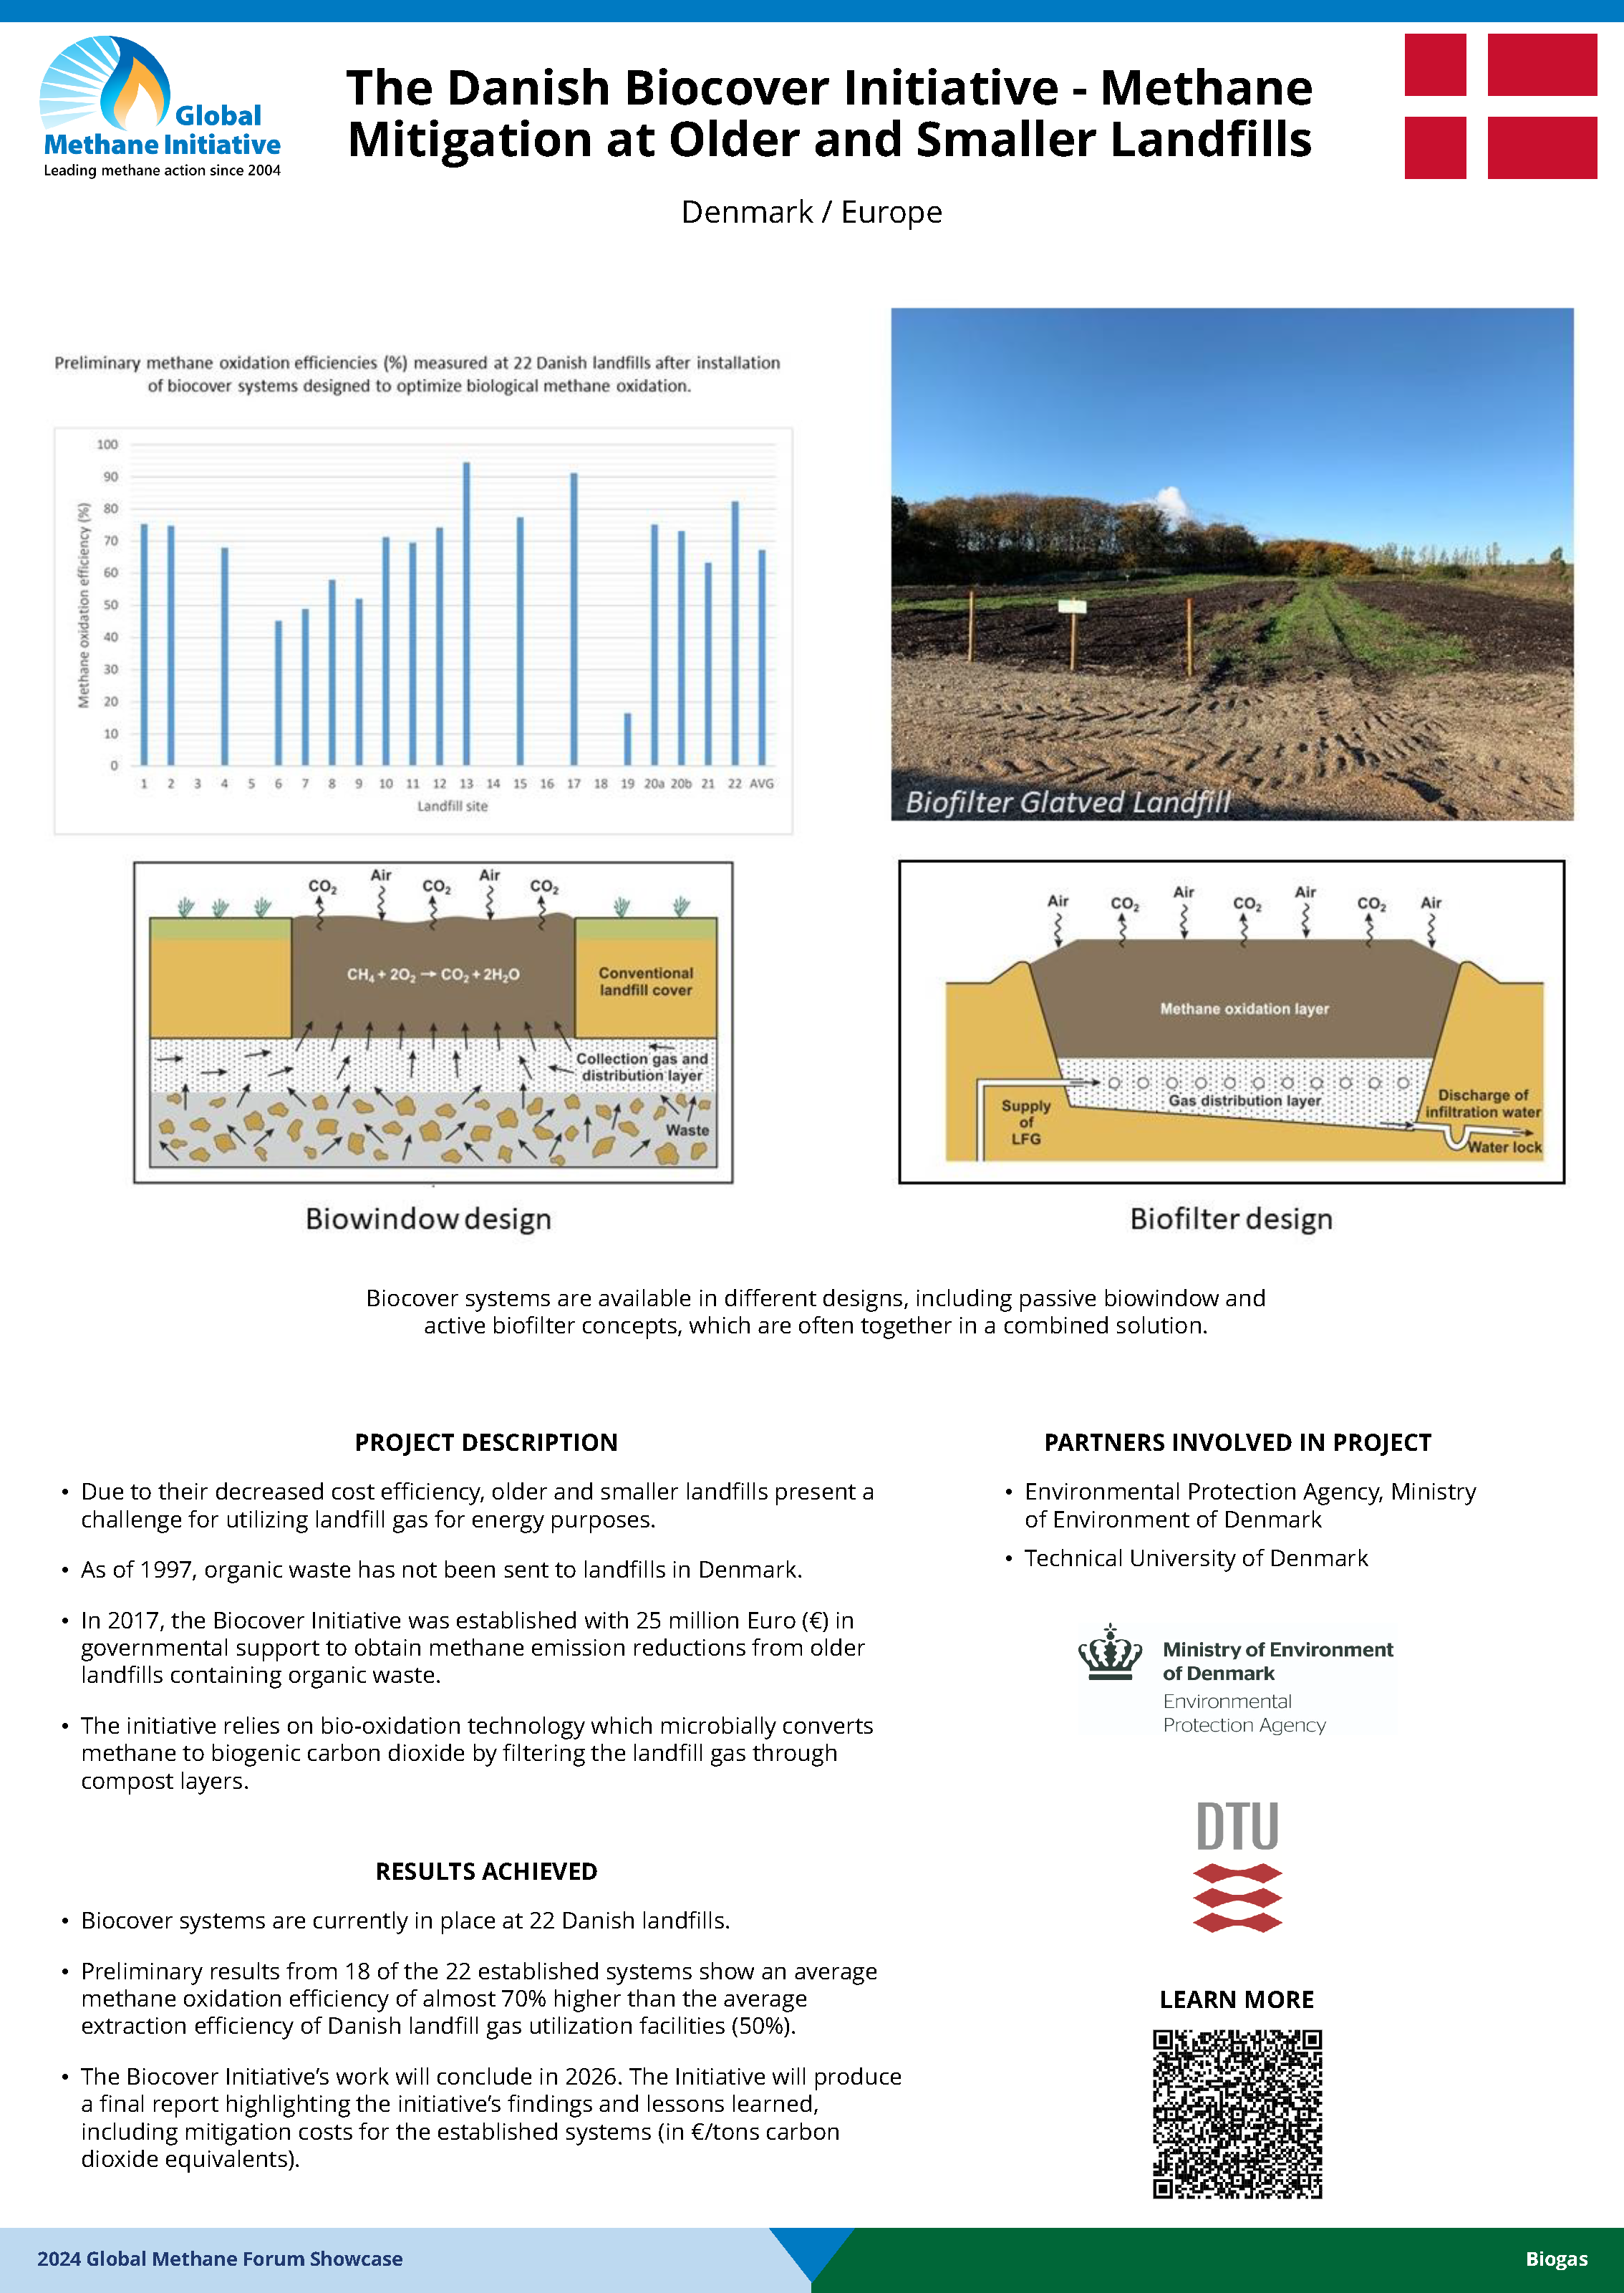 Global
Methane Initiative
Leading methane action since 2004
The Danish Biocover Initiative - Methane
Mitigation at Older and Smaller Landfills
Denmark / Europe
Preliminary methane oxidation efficiencies (%) measured at 22 Danish landfills after installation
of biocover systems designed to optimize biological methane oxidation.
Methane oxidation efficiency (%)
100
90
80
70
60
50
40
30
20
10
0
1 2 3 4 5 6 7 8 9 10 11 12 13 14 15 16 17 18 19 20a 20b 21 22 AVG
Landfill site
Biofilter Glatved Landfill
CO₂ Air CO₂ Air CO₂
CH₄ + 2O₂ → CO₂ + 2H₂O
Conventional
landfill cover
Collection gas and
distribution layer
Waste
Biowindow design
Air CO₂ Air CO₂ Air CO₂ Air
Methane oxidation layer
Gas distribution layer
Supply
of
LFG
Discharge of
infiltration water
Water lock
Biofilter design
Biocover systems are available in different designs, including passive biowindow and
active biofilter concepts, which are often together in a combined solution.
PROJECT DESCRIPTION
• Due to their decreased cost efficiency, older and smaller landfills present a
challenge for utilizing landfill gas for energy purposes.
• As of 1997, organic waste has not been sent to landfills in Denmark.
• In 2017, the Biocover Initiative was established with 25 million Euro (€) in
governmental support to obtain methane emission reductions from older
landfills containing organic waste.
• The initiative relies on bio-oxidation technology which microbially converts
methane to biogenic carbon dioxide by filtering the landfill gas through
compost layers.
RESULTS ACHIEVED
• Biocover systems are currently in place at 22 Danish landfills.
• Preliminary results from 18 of the 22 established systems show an average
methane oxidation efficiency of almost 70% higher than the average
extraction efficiency of Danish landfill gas utilization facilities (50%).
• The Biocover Initiative’s work will conclude in 2026. The Initiative will produce
a final report highlighting the initiative’s findings and lessons learned,
including mitigation costs for the established systems (in €/tons carbon
dioxide equivalents).
PARTNERS INVOLVED IN PROJECT
• Environmental Protection Agency, Ministry
of Environment of Denmark
• Technical University of Denmark
Ministry of Environment
of Denmark
Environmental
Protection Agency
DTU
LEARN MORE
2024 Global Methane Forum Showcase
Biogas